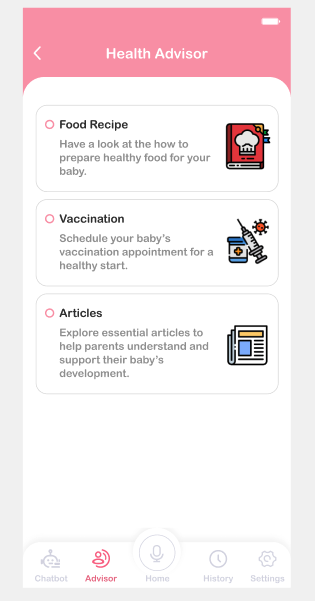 Health Advisor
Food Recipe
Have a look at the how to
prepare healthy food for your
baby.
Vaccination
Schedule your baby's
vaccination appointment for a
healthy start.
Articles
Explore essential articles to
help parents understand and
support their baby's
development.
Chatbot Advisor Home History Settings